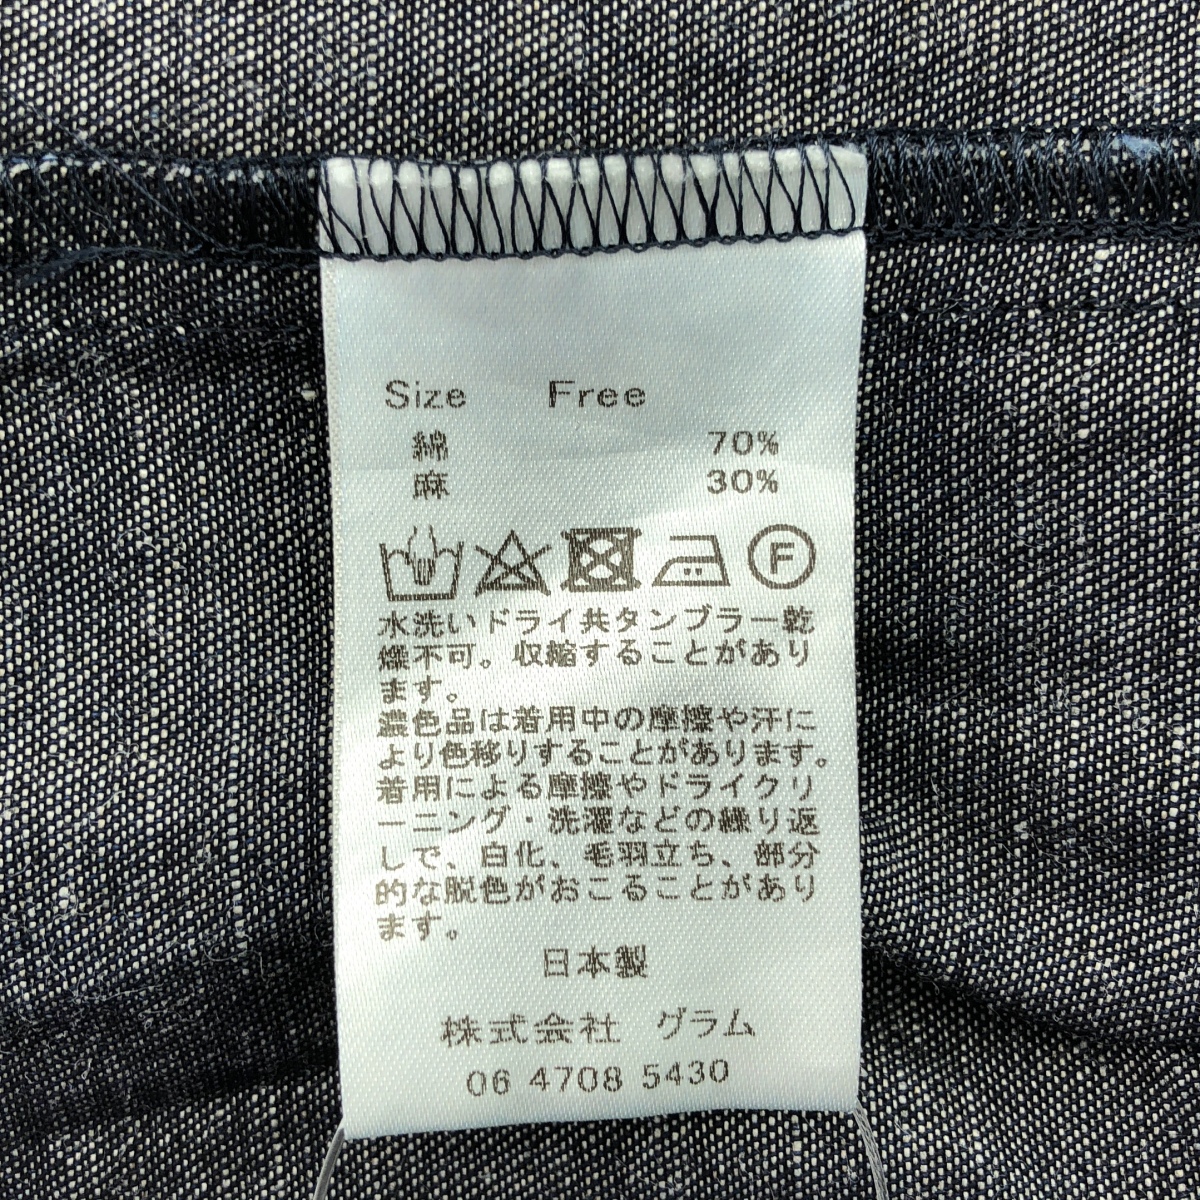 Size Free
綿 70%
麻 30%
F
水洗いドライ共タンブラー乾
燥不可。収縮することがあり
ます。
濃色品は着用中の摩擦や汗に
より色移りすることがあります。
着用による摩擦やドライクリ
ーニング・洗濯などの繰り返
しで、白化、毛羽立ち、部分
的な脱色がおこることがあり
ます。
日本製
株式会社 グラム
06 4708 5430